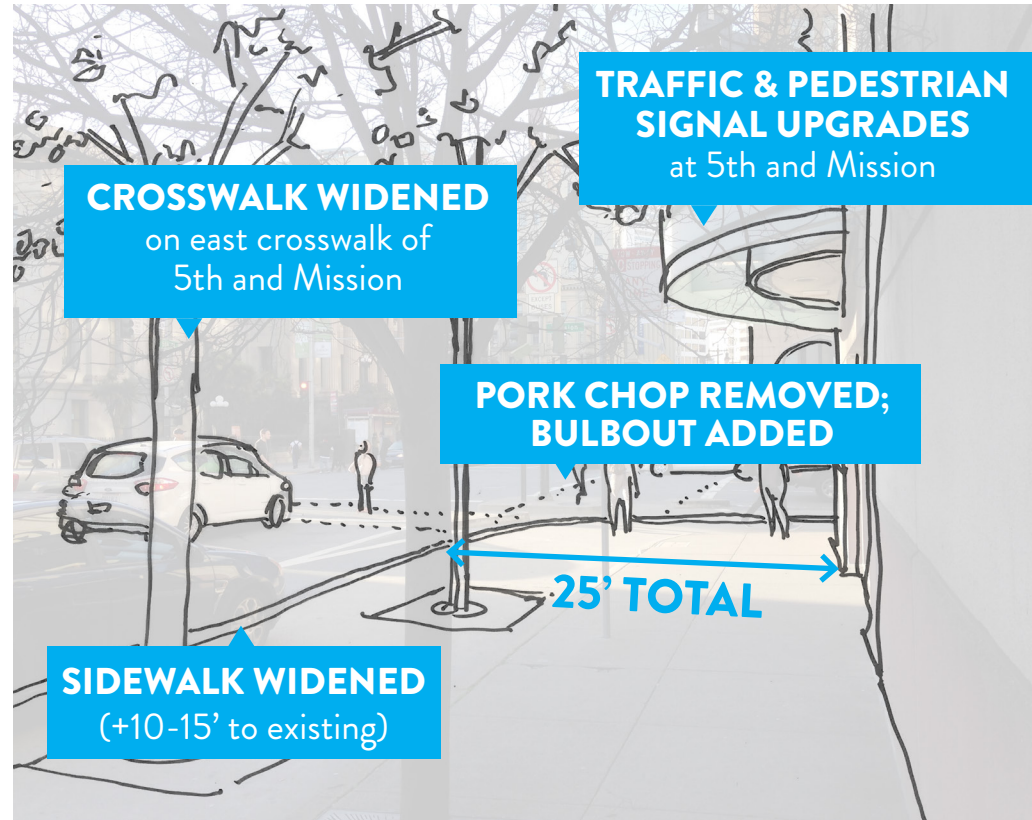 TRAFFIC & PEDESTRIAN
SIGNAL UPGRADES
at 5th and Mission
CROSSWALK WIDENED
on east crosswalk of
5th and Mission
PORK CHOP REMOVED;
BULBOUT ADDED
25’ TOTAL
SIDEWALK WIDENED
(+10-15’ to existing)